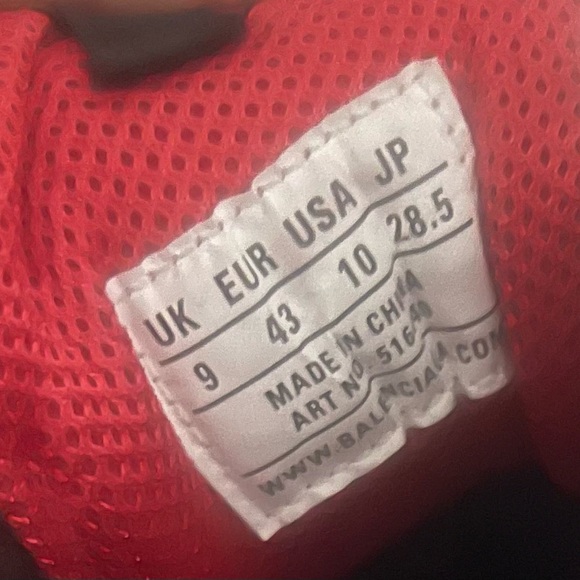 UK EUR USA JP
9 43 10 28.5
MADE IN CHINA
ART NO. 516
WWW.BALENCIAGA.COM